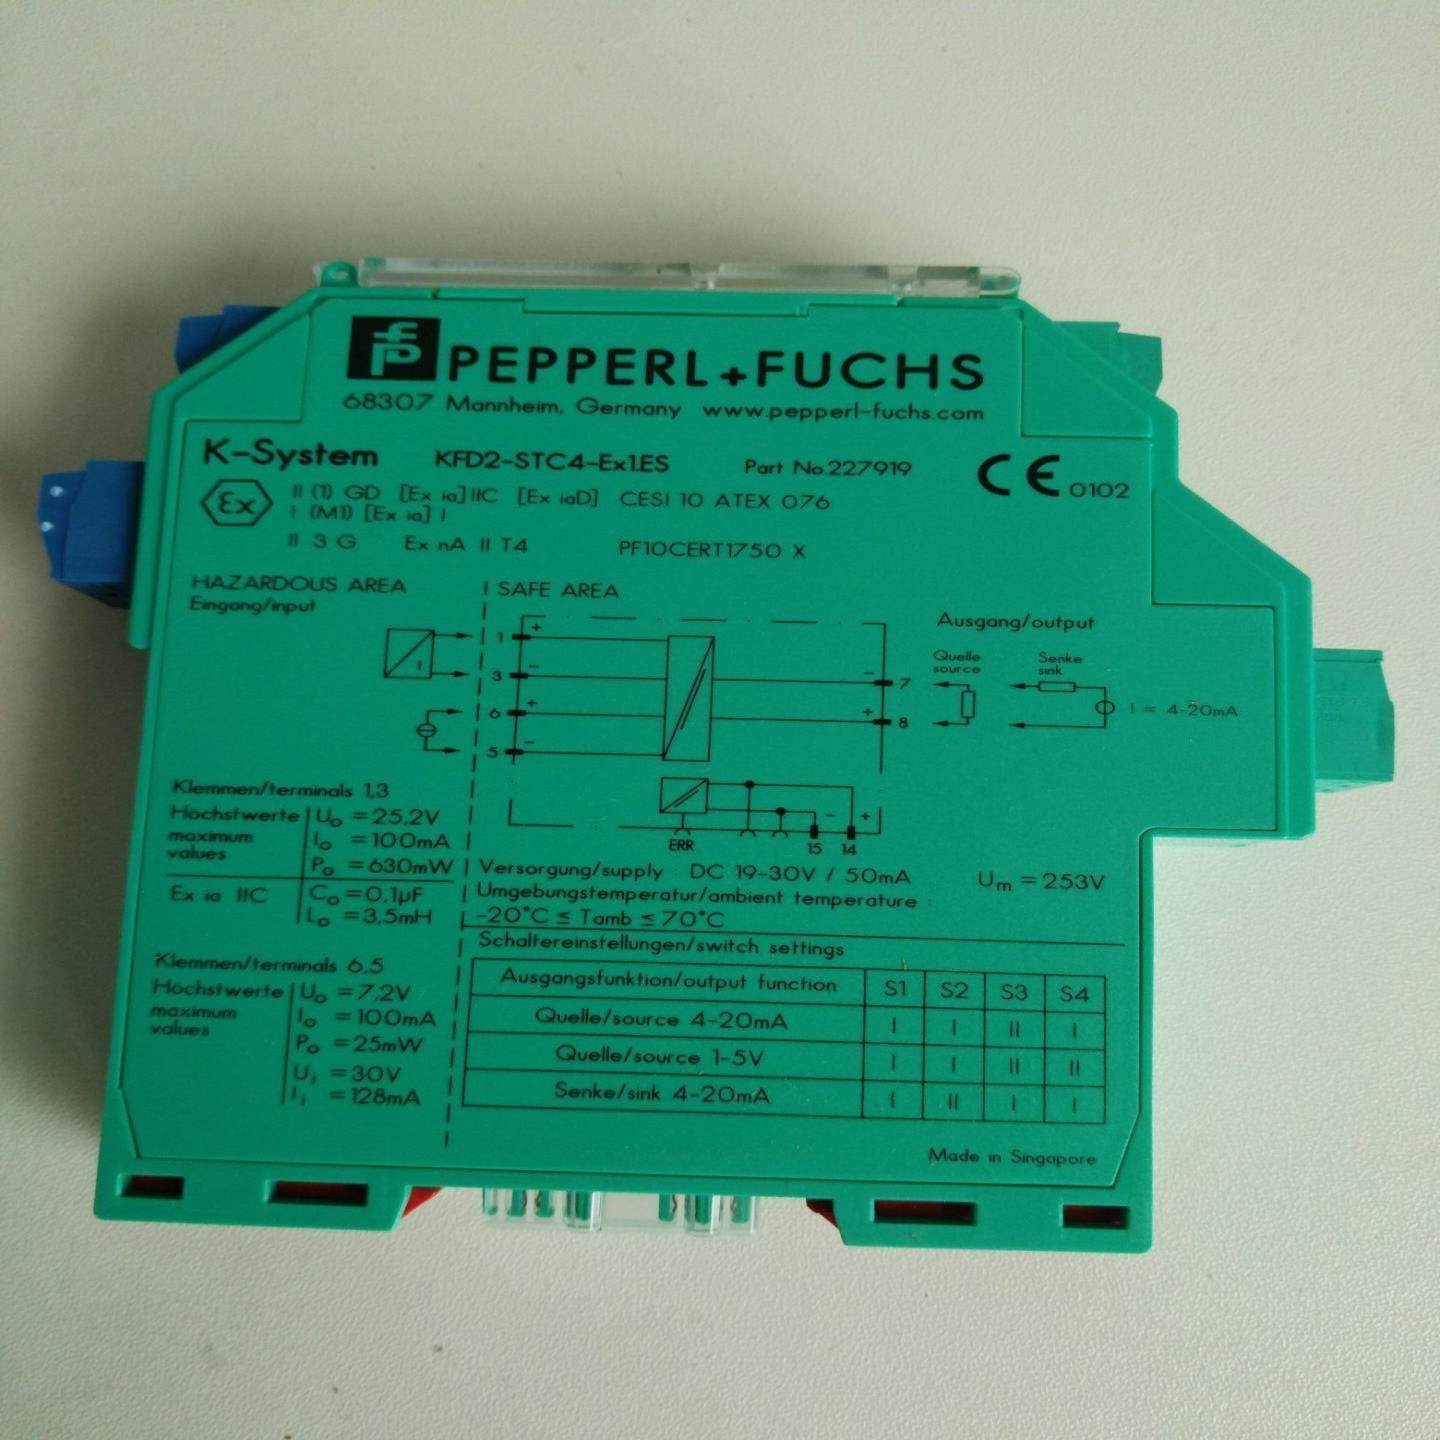 PEPPERL+FUCHS
68307 Mannheim, Germany www.pepperl-fuchs.com
K-System KFD2-STC4-Ex1.ES Part No.227919 CE 0102
Ex II (1) GD [Ex ia] IIC [Ex iaD] CESI 10 ATEX 076
I (M1) [Ex ia] I
II 3 G Ex nA II T4 PF10CERT1750 X
HAZARDOUS AREA SAFE AREA
Eingang/input
Ausgang/output
Quelle Senke
source sink
I
1 + - 7
3 -
6 + + 8
5 -
I = 4-20mA
- +
ERR 15 14
Klemmen/terminals 1,3
Höchstwerte Uo = 25,2V
maximum Io = 100mA
values Po = 630mW
Ex ia IIC Co = 0,1µF
Lo = 3,5mH
Versorgung/supply : DC 19-30V / 50mA Um = 253V
Umgebungstemperatur/ambient temperature :
-20°C ≤ Tamb ≤ 70°C
Klemmen/terminals 6,5
Höchstwerte Uo = 7,2V
maximum Io = 100mA
values Po = 25mW
Ui = 30V
Ii = 128mA
Schaltereinstellungen/switch settings
Ausgangsfunktion/output function S1 S2 S3 S4
Quelle/source 4-20mA I I II I
Quelle/source 1-5V I I II II
Senke/sink 4-20mA I II I I
Made in Singapore